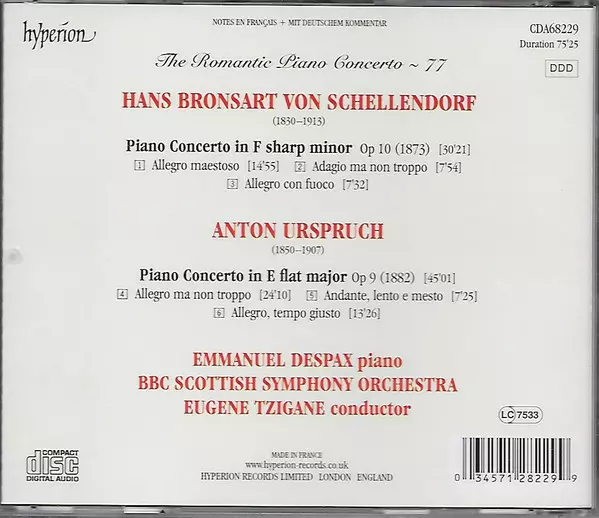 NOTES EN FRANÇAIS + MIT DEUTSCHEM KOMMENTAR
hyperion
CDA68229
Duration 75'25
DDD
The Romantic Piano Concerto ~ 77
HANS BRONSART VON SCHELLENDORF
(1830–1913)
Piano Concerto in F sharp minor Op 10 (1873) [30'21]
1 Allegro maestoso [14'55] 2 Adagio ma non troppo [7'54]
3 Allegro con fuoco [7'32]
ANTON URSPRUCH
(1850–1907)
Piano Concerto in E flat major Op 9 (1882) [45'01]
4 Allegro ma non troppo [24'10] 5 Andante, lento e mesto [7'25]
6 Allegro, tempo giusto [13'26]
EMMANUEL DESPAX piano
BBC SCOTTISH SYMPHONY ORCHESTRA
EUGENE TZIGANE conductor
LC 7533
COMPACT
disc
DIGITAL AUDIO
MADE IN FRANCE
www.hyperion-records.co.uk
HYPERION RECORDS LIMITED LONDON ENGLAND
0 34571 28229 9